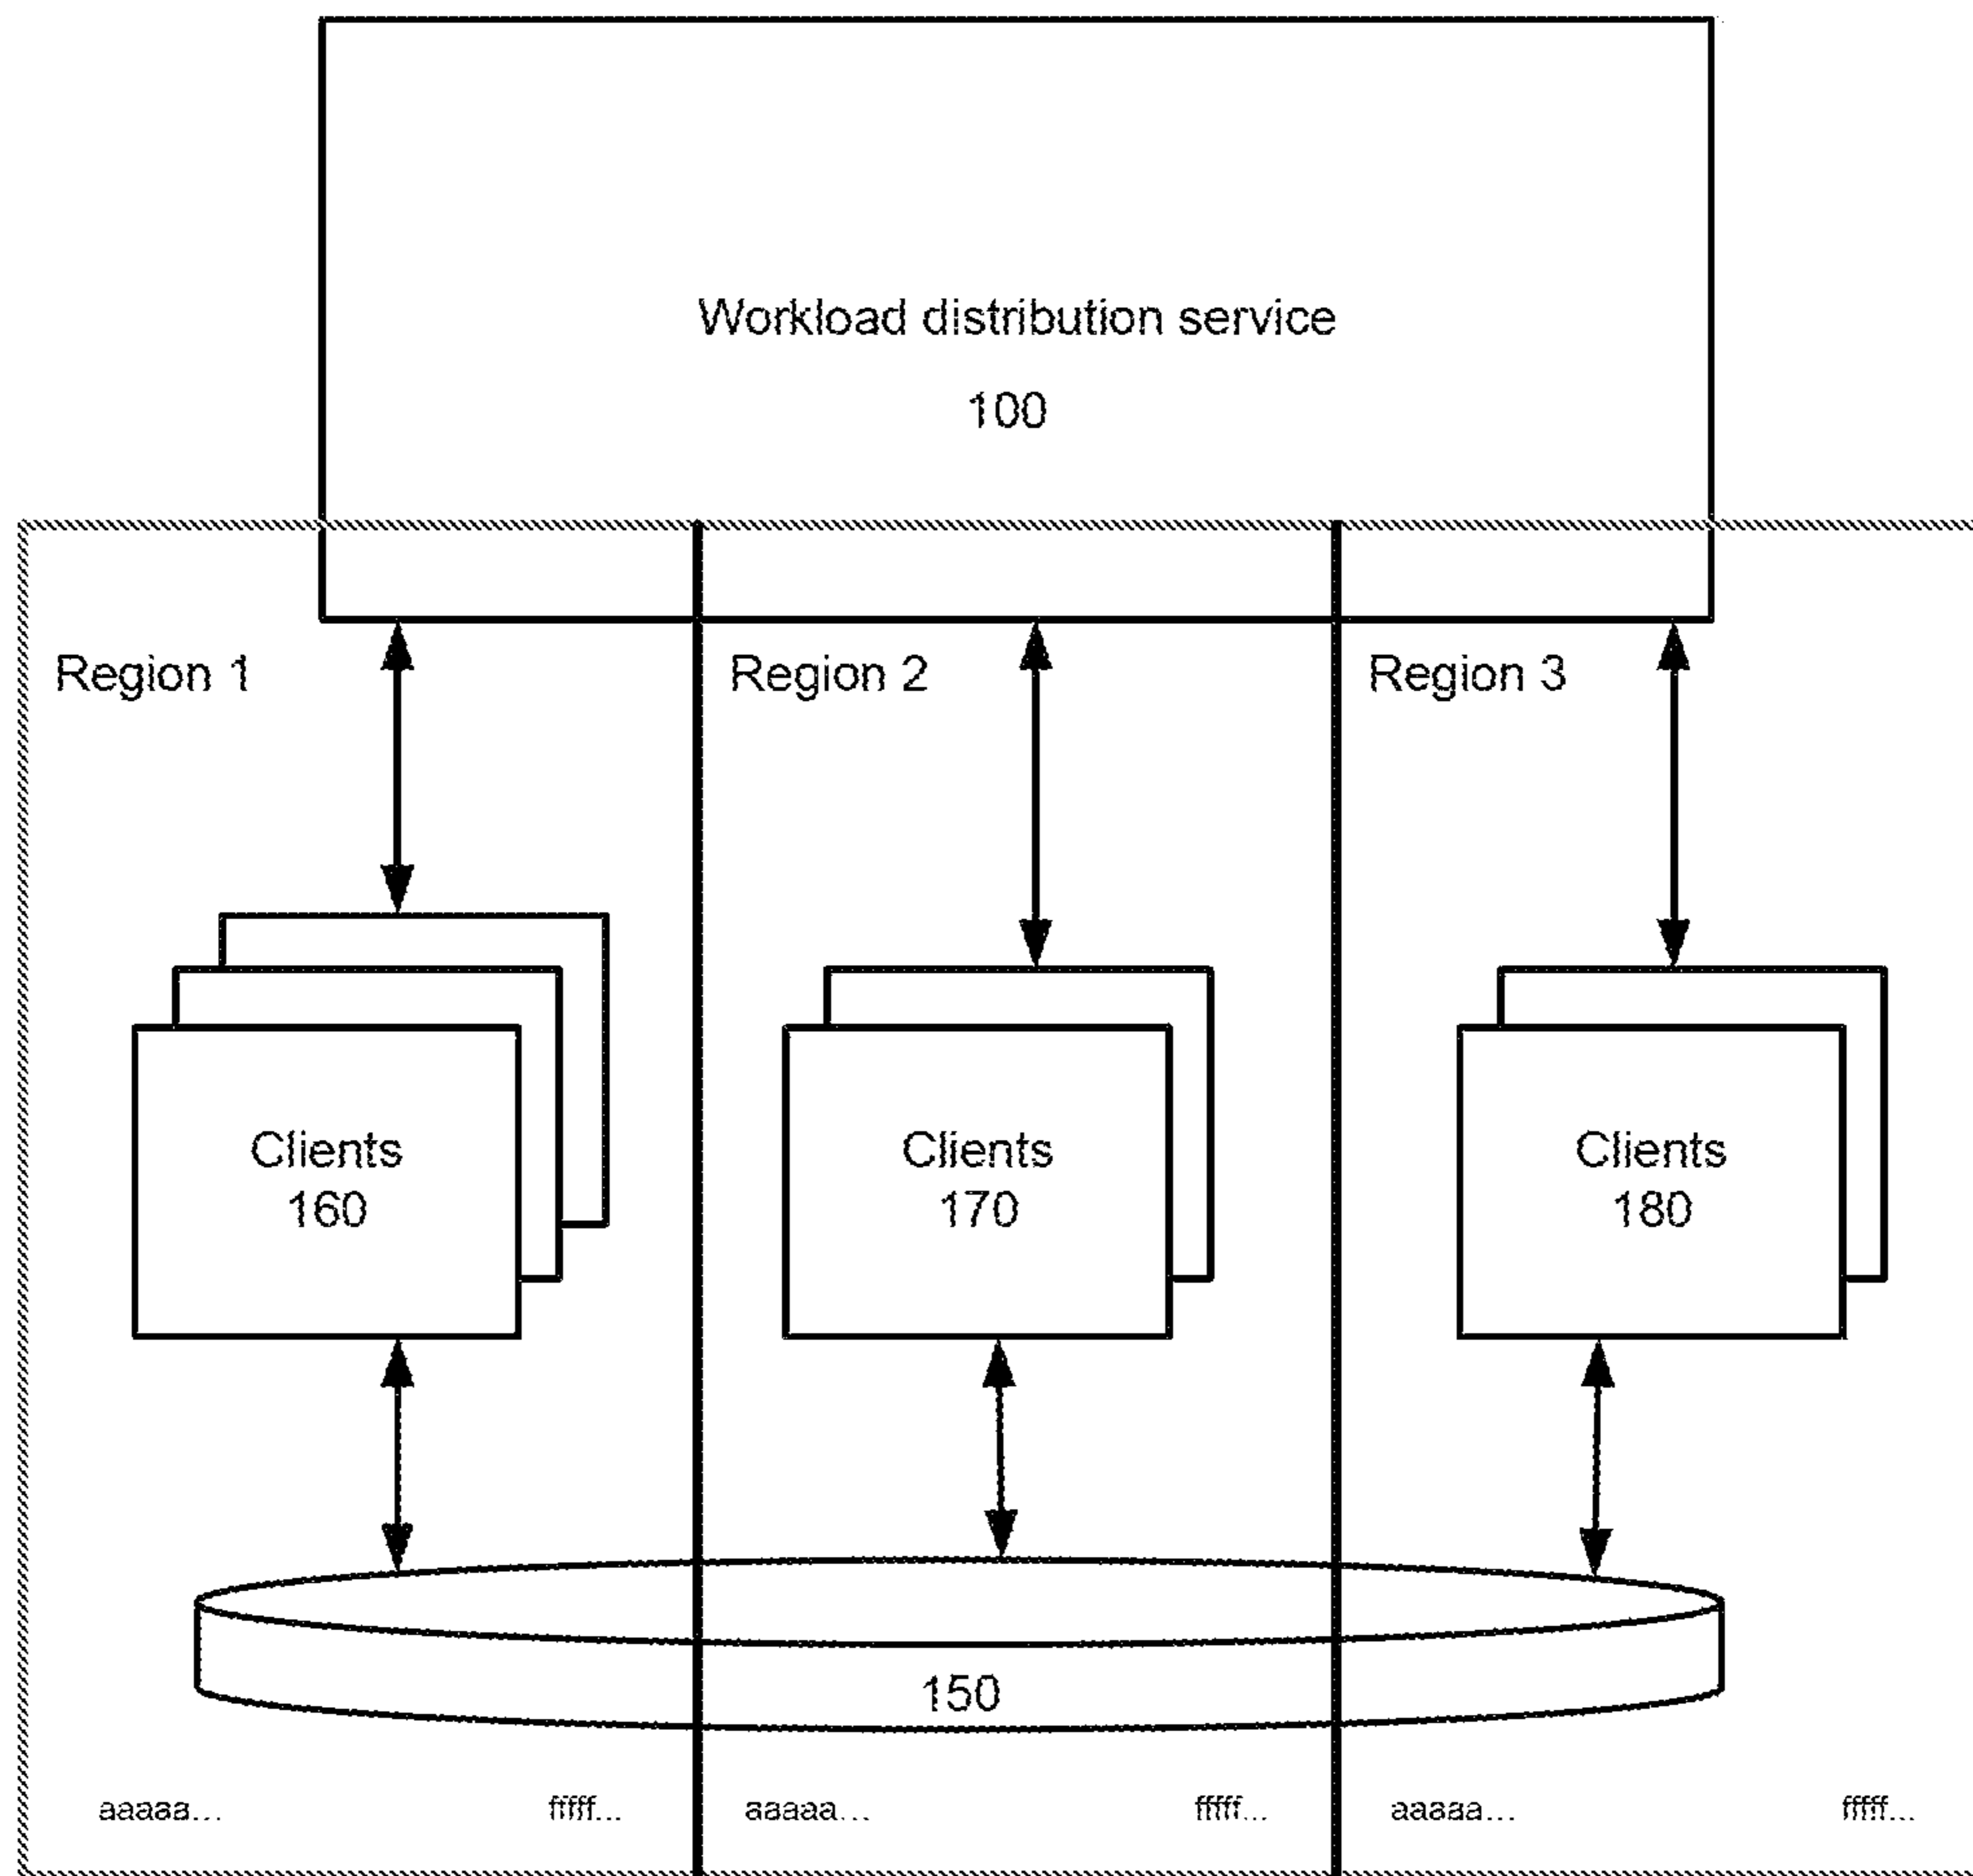 Workload distribution service
100
Region 1
Region 2
Region 3
Clients
160
Clients
170
Clients
180
150
aaaaa...
fffff...
aaaaa...
fffff...
aaaaa...
fffff...